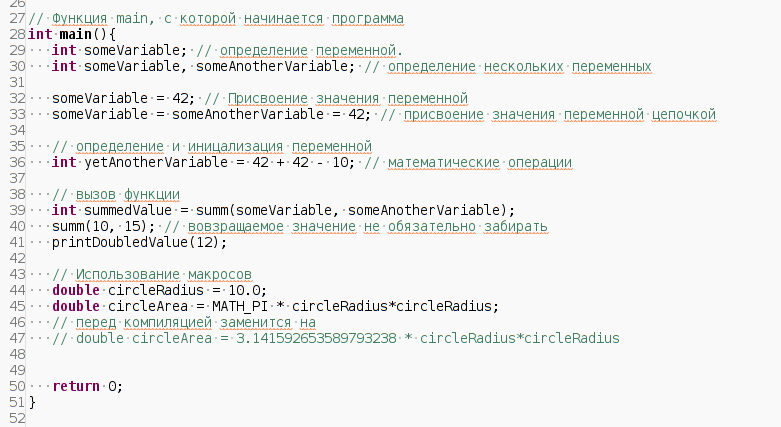 26
27 // Функция main, с которой начинается программа
28 int main(){
29 int someVariable; // определение переменной.
30 int someVariable, someAnotherVariable; // определение нескольких переменных
31
32 someVariable = 42; // Присвоение значения переменной
33 someVariable = someAnotherVariable = 42; // присвоение значения переменной цепочкой
34
35 // определение и иницализация переменной
36 int yetAnotherVariable = 42 + 42 - 10; // математические операции
37
38 // вызов функции
39 int summedValue = summ(someVariable, someAnotherVariable);
40 summ(10, 15); // вовзращаемое значение не обязательно забирать
41 printDoubledValue(12);
42
43 // Использование макросов
44 double circleRadius = 10.0;
45 double circleArea = MATH_PI * circleRadius*circleRadius;
46 // перед компиляцией заменится на
47 // double circleArea = 3.141592653589793238 * circleRadius*circleRadius
48
49
50 return 0;
51 }
52